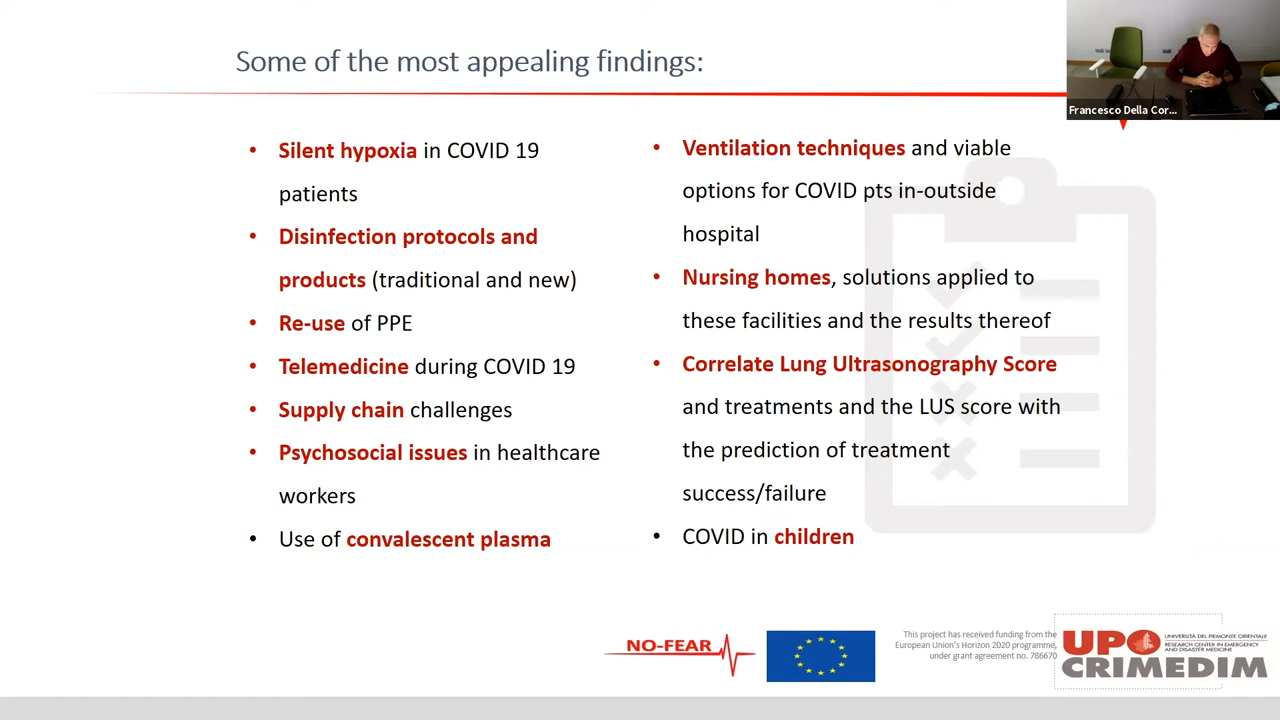 Some of the most appealing findings:
Francesco Della Cor...
• Silent hypoxia in COVID 19
patients
• Disinfection protocols and
products (traditional and new)
• Re-use of PPE
• Telemedicine during COVID 19
• Supply chain challenges
• Psychosocial issues in healthcare
workers
• Use of convalescent plasma
• Ventilation techniques and viable
options for COVID pts in-outside
hospital
• Nursing homes, solutions applied to
these facilities and the results thereof
• Correlate Lung Ultrasonography Score
and treatments and the LUS score with
the prediction of treatment
success/failure
• COVID in children
NO-FEAR
This project has received funding from the
European Union's Horizon 2020 programme,
under grant agreement no. 786670
UPO
UNIVERSITÀ DEL PIEMONTE ORIENTALE
RESEARCH CENTER IN EMERGENCY
AND DISASTER MEDICINE
CRIMEDIM